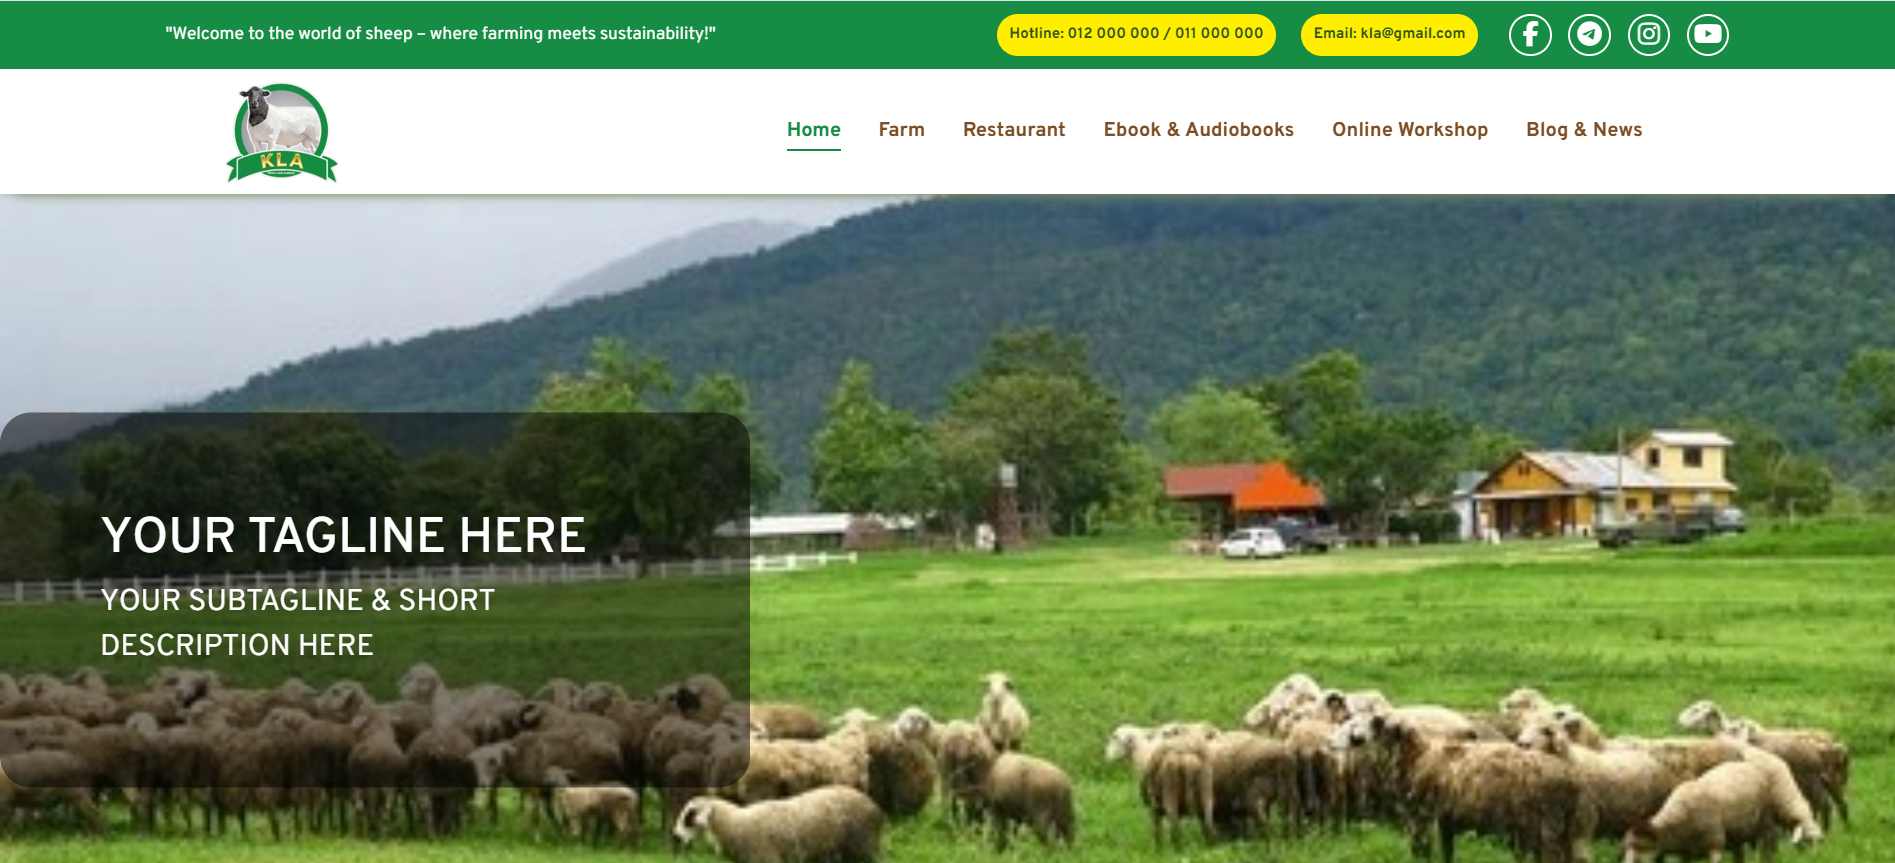 "Welcome to the world of sheep – where farming meets sustainability!"
Hotline: 012 000 000 / 011 000 000
Email: kla@gmail.com
KLA
Home
Farm
Restaurant
Ebook & Audiobooks
Online Workshop
Blog & News
YOUR TAGLINE HERE
YOUR SUBTAGLINE & SHORT
DESCRIPTION HERE